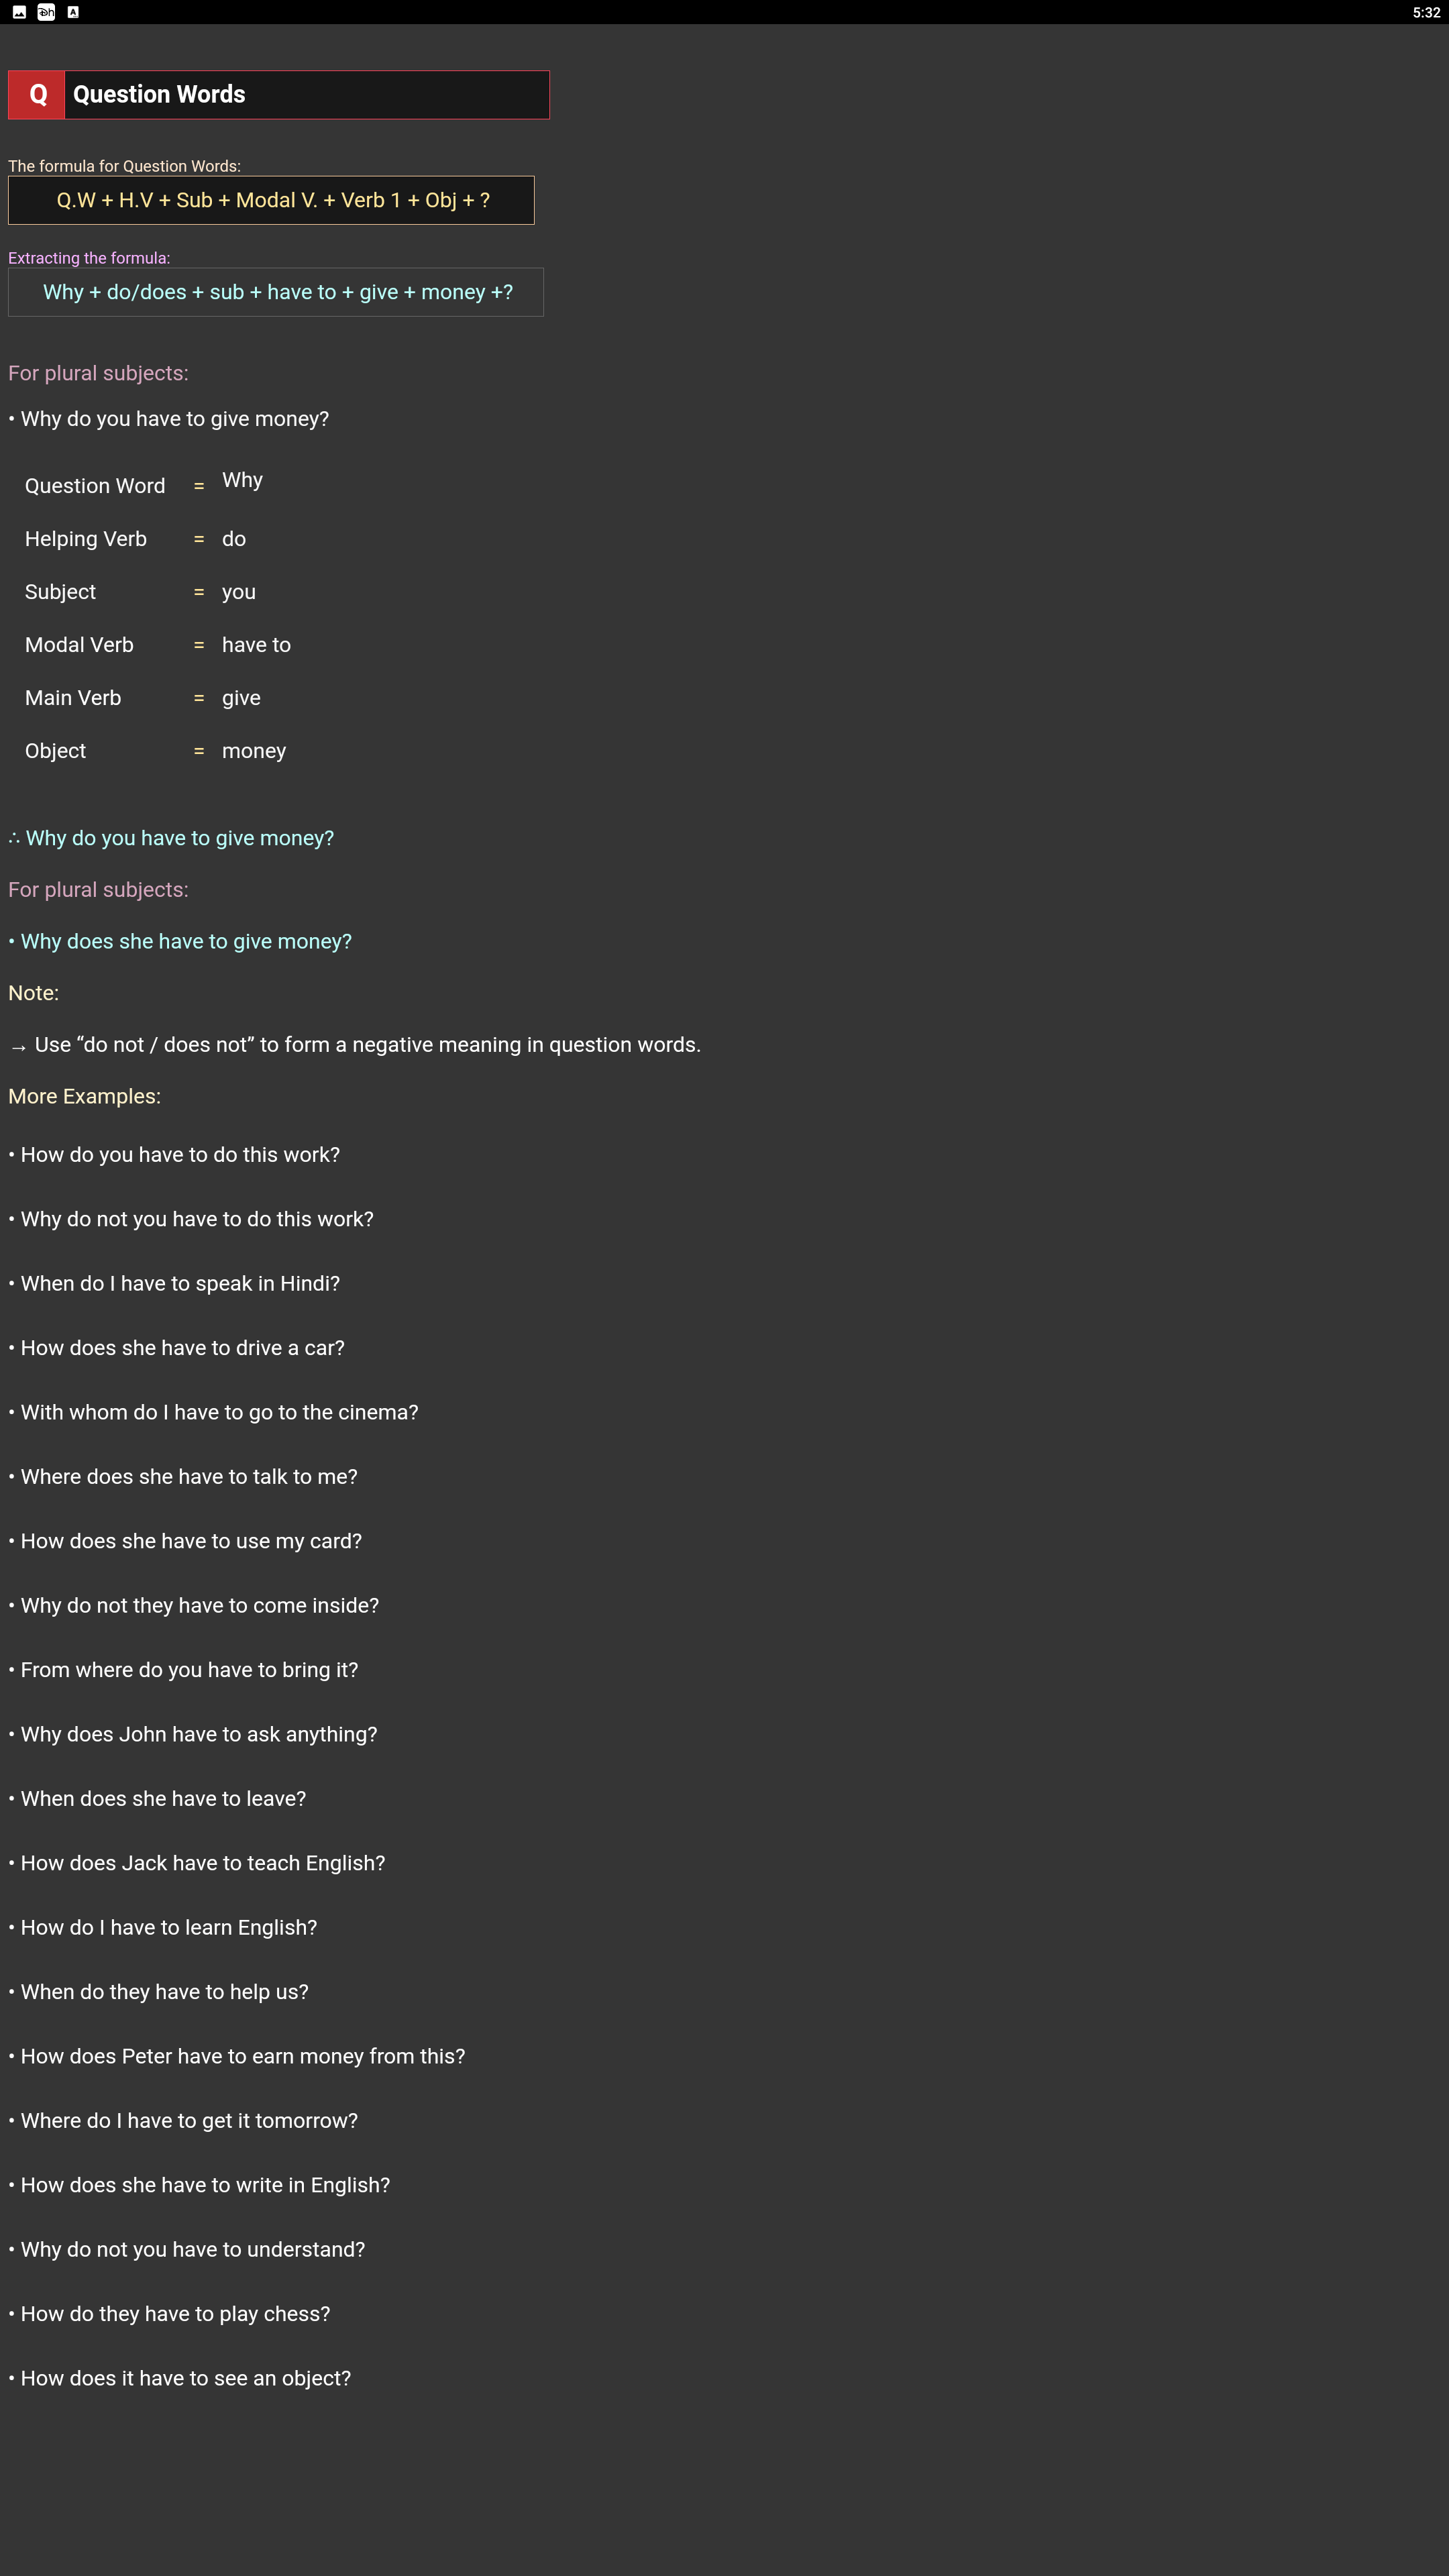 5:32
Q Question Words
The formula for Question Words:
Q.W + H.V + Sub + Modal V. + Verb 1 + Obj + ?
Extracting the formula:
Why + do/does + sub + have to + give + money +?
For plural subjects:
• Why do you have to give money?
Question Word = Why
Helping Verb = do
Subject = you
Modal Verb = have to
Main Verb = give
Object = money
∴ Why do you have to give money?
For plural subjects:
• Why does she have to give money?
Note:
→ Use “do not / does not” to form a negative meaning in question words.
More Examples:
• How do you have to do this work?
• Why do not you have to do this work?
• When do I have to speak in Hindi?
• How does she have to drive a car?
• With whom do I have to go to the cinema?
• Where does she have to talk to me?
• How does she have to use my card?
• Why do not they have to come inside?
• From where do you have to bring it?
• Why does John have to ask anything?
• When does she have to leave?
• How does Jack have to teach English?
• How do I have to learn English?
• When do they have to help us?
• How does Peter have to earn money from this?
• Where do I have to get it tomorrow?
• How does she have to write in English?
• Why do not you have to understand?
• How do they have to play chess?
• How does it have to see an object?